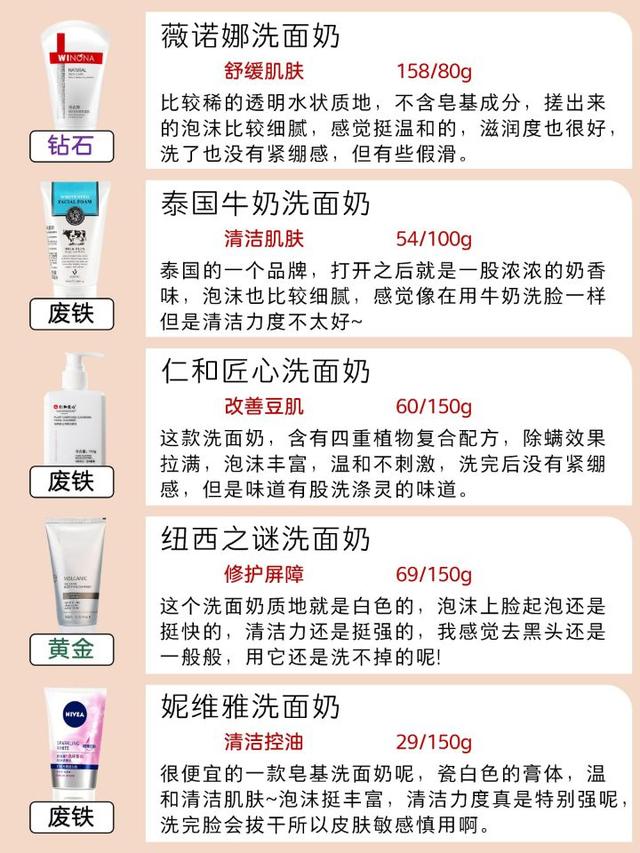 WINONA
NATURAL
钻石
薇诺娜洗面奶
舒缓肌肤 158/80g
比较稀的透明水状质地，不含皂基成分，搓出来
的泡沫比较细腻，感觉挺温和的，滋润度也很好，
洗了也没有紧绷感，但有些假滑。
FACIAL FOAM
废铁
泰国牛奶洗面奶
清洁肌肤 54/100g
泰国的一个品牌，打开之后就是一股浓浓的奶香
味，泡沫也比较细腻，感觉像在用牛奶洗脸一样
但是清洁力度不太好~
废铁
仁和匠心洗面奶
改善豆肌 60/150g
这款洗面奶，含有四重植物复合配方，除螨效果
拉满，泡沫丰富，温和不刺激，洗完后没有紧绷
感，但是味道有股洗涤灵的味道。
VOLCANIC
黄金
纽西之谜洗面奶
修护屏障 69/150g
这个洗面奶质地就是白色的，泡沫上脸起泡还是
挺快的，清洁力还是挺强的，我感觉去黑头还是
一般般，用它还是洗不掉的呢!
NIVEA
SPARKLING
WHITE
废铁
妮维雅洗面奶
清洁控油 29/150g
很便宜的一款皂基洗面奶呢，瓷白色的膏体，温
和清洁肌肤~泡沫挺丰富，清洁力度真是特别强呢，
洗完脸会拔干所以皮肤敏感慎用啊。